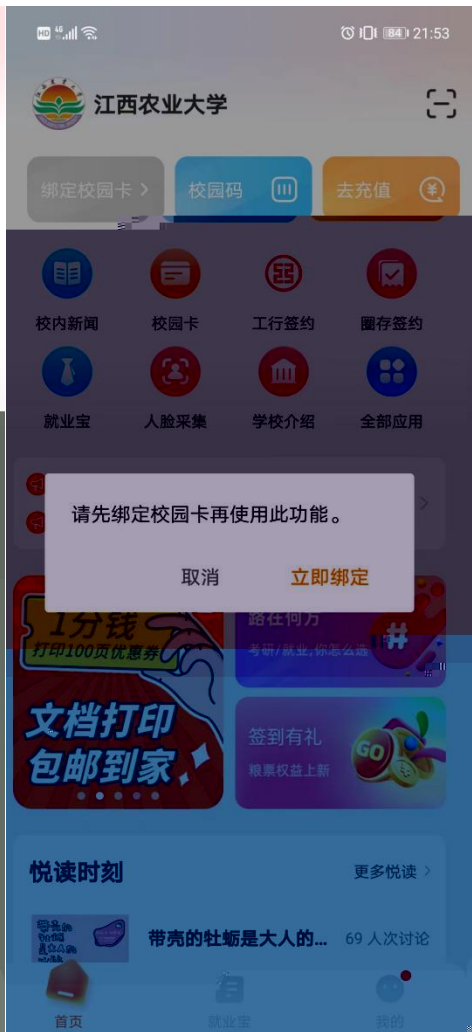 HD 4G 84 21:53
江西农业大学
绑定校园卡 > 校园码 去充值
校内新闻 校园卡 工行签约 圈存签约
就业宝 人脸采集 学校介绍 全部应用
请先绑定校园卡再使用此功能。
取消 立即绑定
1分钱
打印100页优惠券
文档打印
包邮到家
路在何方
考研/就业,你怎么选
#
签到有礼
粮票权益上新
GO
悦读时刻 更多悦读 >
带壳的牡蛎是大人的... 69 人次讨论
首页 就业宝 我的